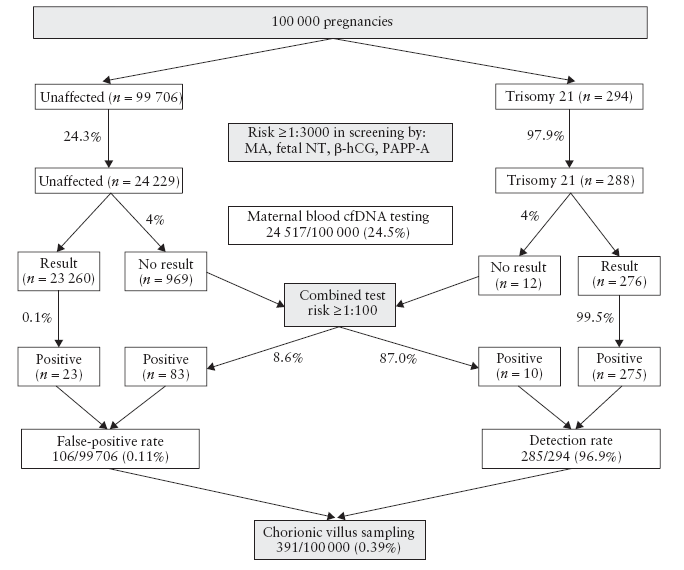 100 000 pregnancies
Unaffected (n = 99 706)
Trisomy 21 (n = 294)
24.3%
Risk ≥1:3000 in screening by:
MA, fetal NT, β-hCG, PAPP-A
97.9%
Unaffected (n = 24 229)
Trisomy 21 (n = 288)
4%
Maternal blood cfDNA testing
24 517/100 000 (24.5%)
4%
Result
(n = 23 260)
No result
(n = 969)
No result
(n = 12)
Result
(n = 276)
Combined test
risk ≥1:100
0.1%
99.5%
8.6%
87.0%
Positive
(n = 23)
Positive
(n = 83)
Positive
(n = 10)
Positive
(n = 275)
False-positive rate
106/99 706 (0.11%)
Detection rate
285/294 (96.9%)
Chorionic villus sampling
391/100 000 (0.39%)